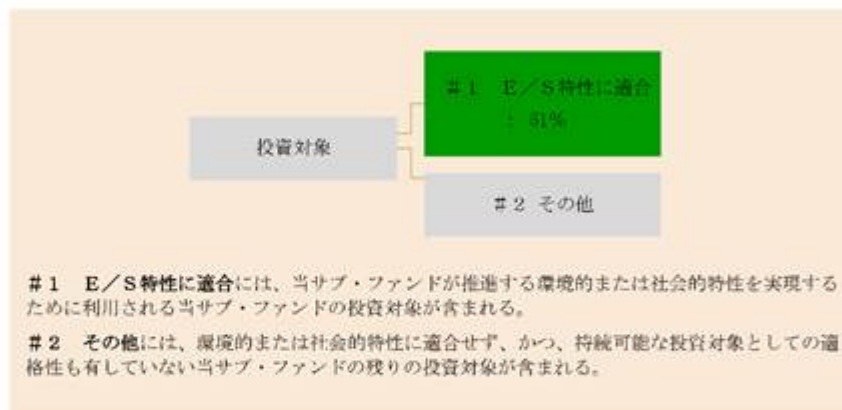 ＃１　Ｅ／Ｓ特性に適合
：51％
投資対象
＃２ その他
＃１　Ｅ／Ｓ特性に適合には、当サブ・ファンドが推進する環境的または社会的特性を実現する
ために利用される当サブ・ファンドの投資対象が含まれる。
＃２　その他には、環境的または社会的特性に適合せず、かつ、持続可能な投資対象としての適
格性も有していない当サブ・ファンドの残りの投資対象が含まれる。